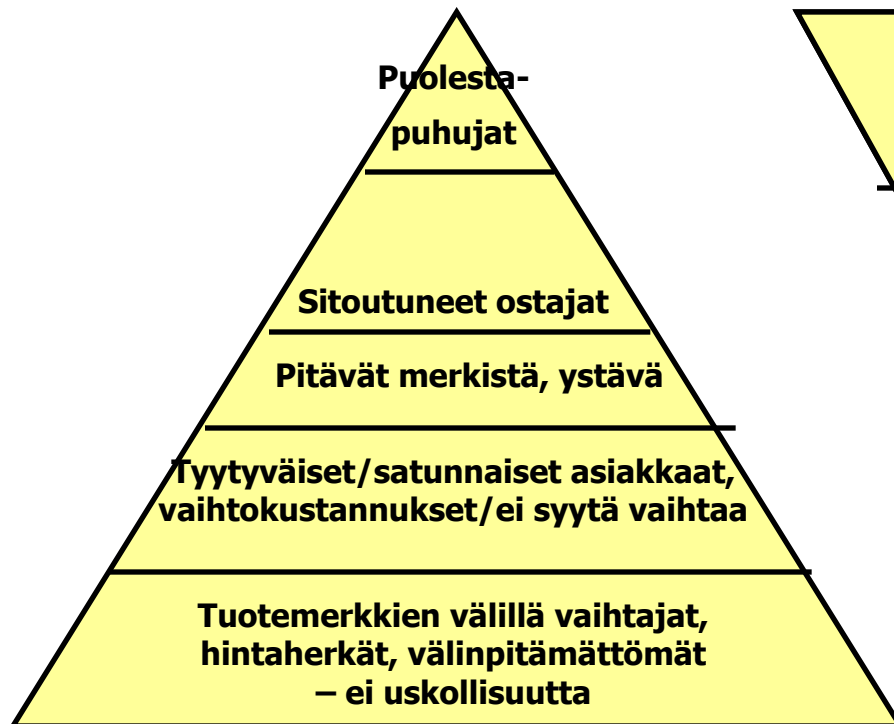 Puolesta-
puhujat
Sitoutuneet ostajat
Pitävät merkistä, ystävä
Tyytyväiset/satunnaiset asiakkaat,
vaihtokustannukset/ei syytä vaihtaa
Tuotemerkkien välillä vaihtajat,
hintaherkät, välinpitämättömät
– ei uskollisuutta